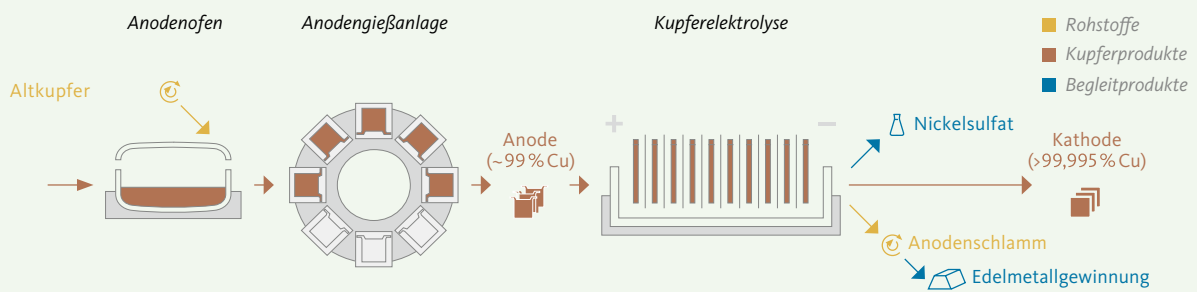 Anodenofen
Anodengießanlage
Kupferelektrolyse
Rohstoffe
Kupferprodukte
Begleitprodukte
Altkupfer
Anode
(~99 % Cu)
+
–
Nickelsulfat
Kathode
(>99,995 % Cu)
Anodenschlamm
Edelmetallgewinnung